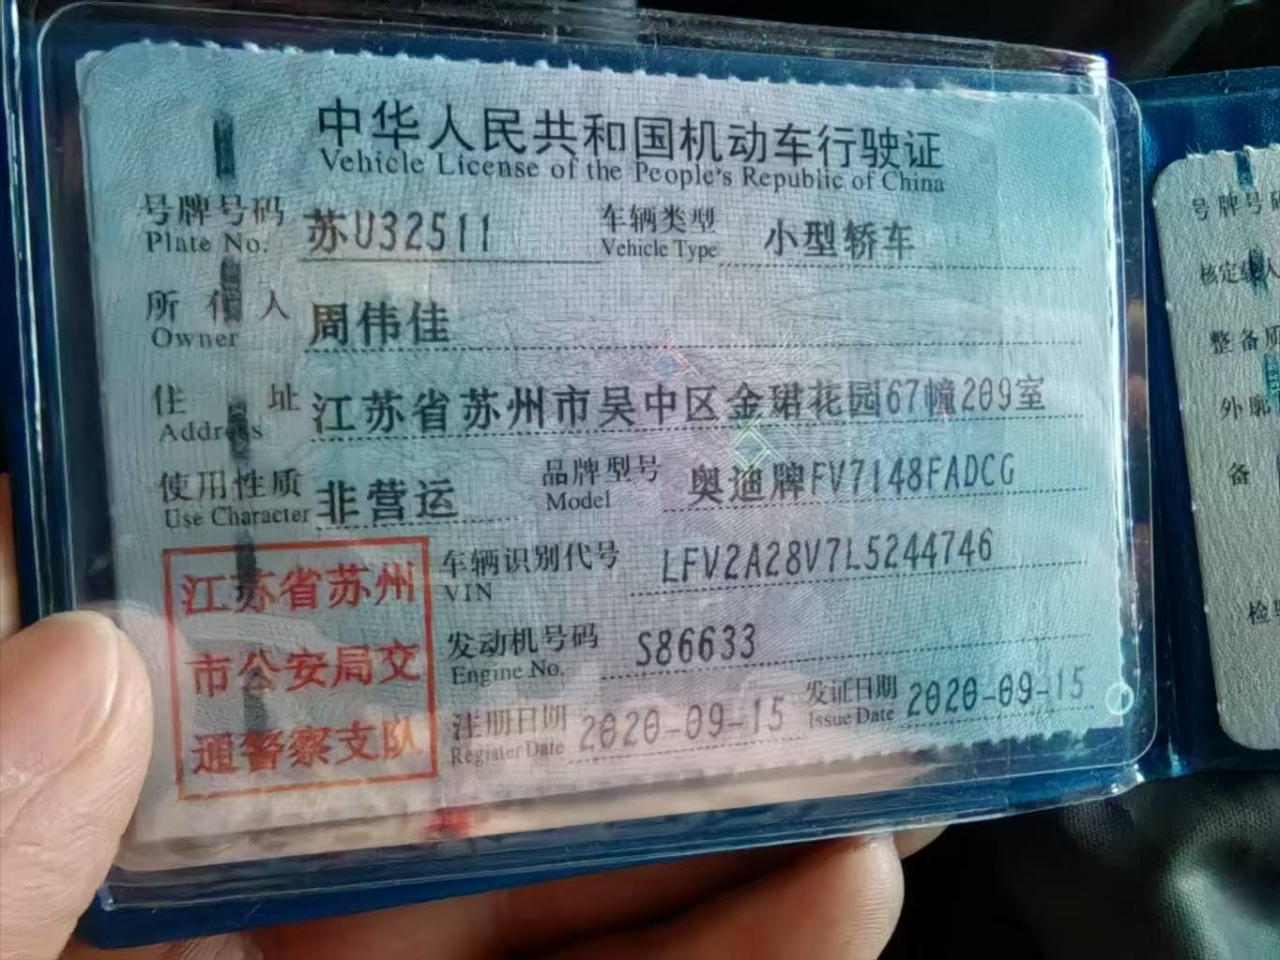 中华人民共和国机动车行驶证
Vehicle License of the People's Republic of China
号牌号码 苏U32511 车辆类型 小型轿车
Plate No. Vehicle Type
所有人 周伟佳
Owner
住址 江苏省苏州市吴中区金珺花园67幢209室
Address
使用性质 非营运 品牌型号 奥迪牌FV7148FADCG
Use Character Model
江苏省苏州
市公安局交
通警察支队
车辆识别代号 LFV2A28V7L5244746
VIN
发动机号码 S86633
Engine No.
注册日期 2020-09-15 发证日期 2020-09-15
Register Date Issue Date
号牌号码
核定载人
整备质
外廓
备
检